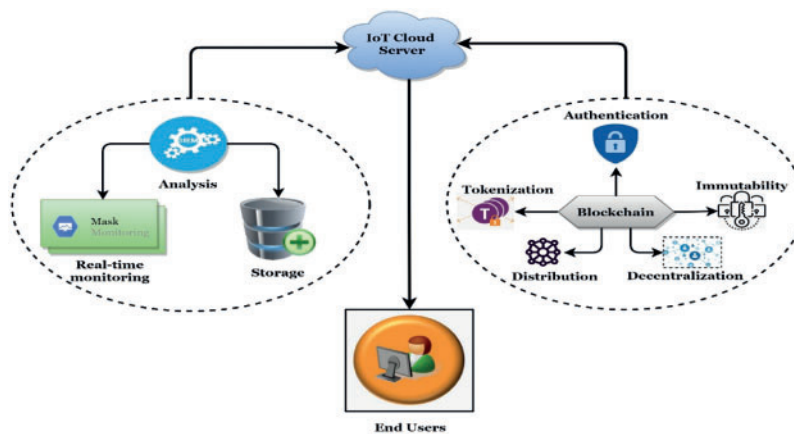 IoT Cloud
Server
Analysis
Mask
Monitoring
Real-time
monitoring
Storage
Authentication
Tokenization
T
Immutability
Blockchain
Distribution
Decentralization
End Users